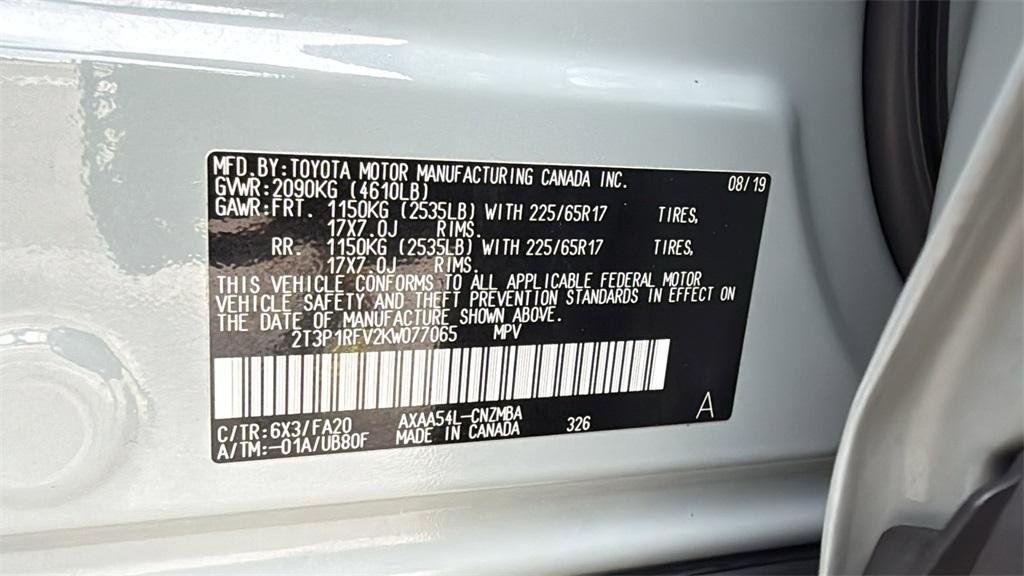 MFD. BY: TOYOTA MOTOR MANUFACTURING CANADA INC. 08/19
GVWR: 2090KG (4610LB)
GAWR: FRT. 1150KG (2535LB) WITH 225/65R17 TIRES,
17X7.0J RIMS.
RR. 1150KG (2535LB) WITH 225/65R17 TIRES,
17X7.0J RIMS.
THIS VEHICLE CONFORMS TO ALL APPLICABLE FEDERAL MOTOR
VEHICLE SAFETY AND THEFT PREVENTION STANDARDS IN EFFECT ON
THE DATE OF MANUFACTURE SHOWN ABOVE.
2T3P1RFV2KW077065 MPV
C/TR: 6X3/FA20 AXAA54L-CNZMBA 326 A
A/TM: -01A/UB80F MADE IN CANADA